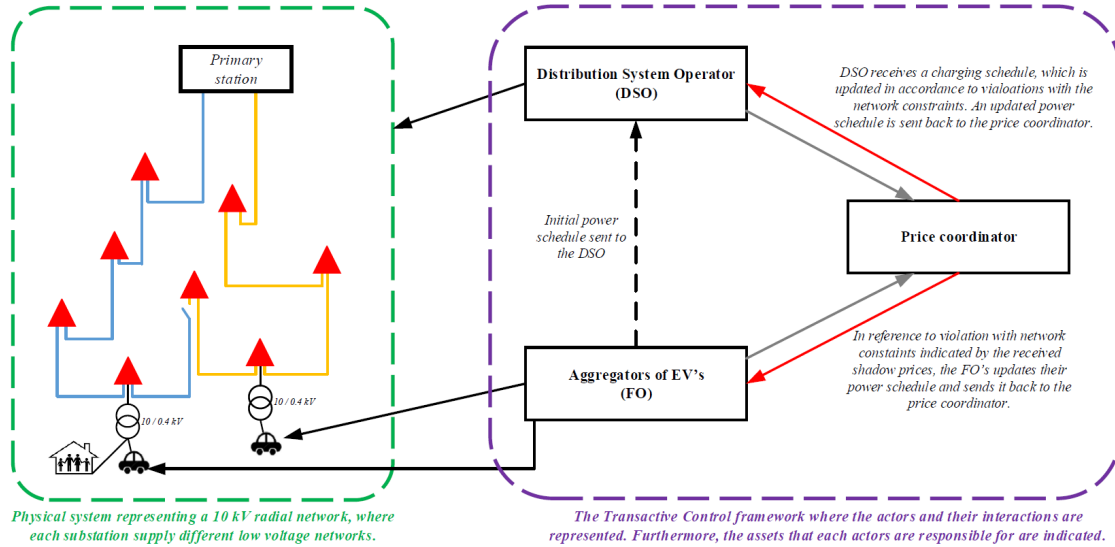 Primary
station
10 / 0.4 kV
10 / 0.4 kV
Physical system representing a 10 kV radial network, where
each substation supply different low voltage networks.
Distribution System Operator
(DSO)
DSO receives a charging schedule, which is
updated in accordance to vialoations with the
network constraints. An updated power
schedule is sent back to the price coordinator.
Initial power
schedule sent to
the DSO
Price coordinator
Aggregators of EV's
(FO)
In reference to violation with network
constaints indicated by the received
shadow prices, the FO's updates their
power schedule and sends it back to the
price coordinator.
The Transactive Control framework where the actors and their interactions are
represented. Furthermore, the assets that each actors are responsible for are indicated.